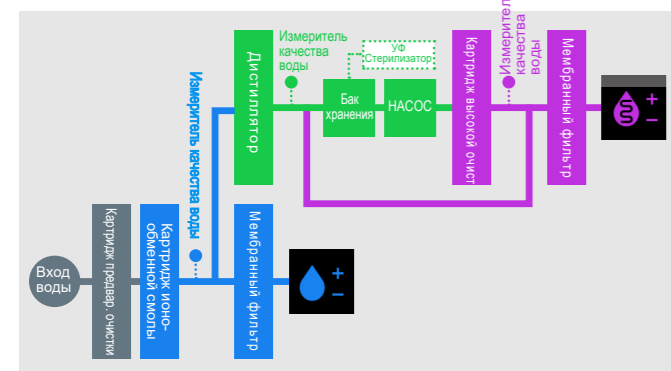 Измеритель
качества
воды
УФ
Стерилизатор
Измеритель
качества
воды
Дистиллятор
Бак
хранения
НАСОС
Картридж высокой очист
Мембранный фильтр
+
−
Измеритель качества воды
Вход
воды
Картридж предвар. очистки
Картридж ионо-
обменной смолы
Мембранный фильтр
+
−